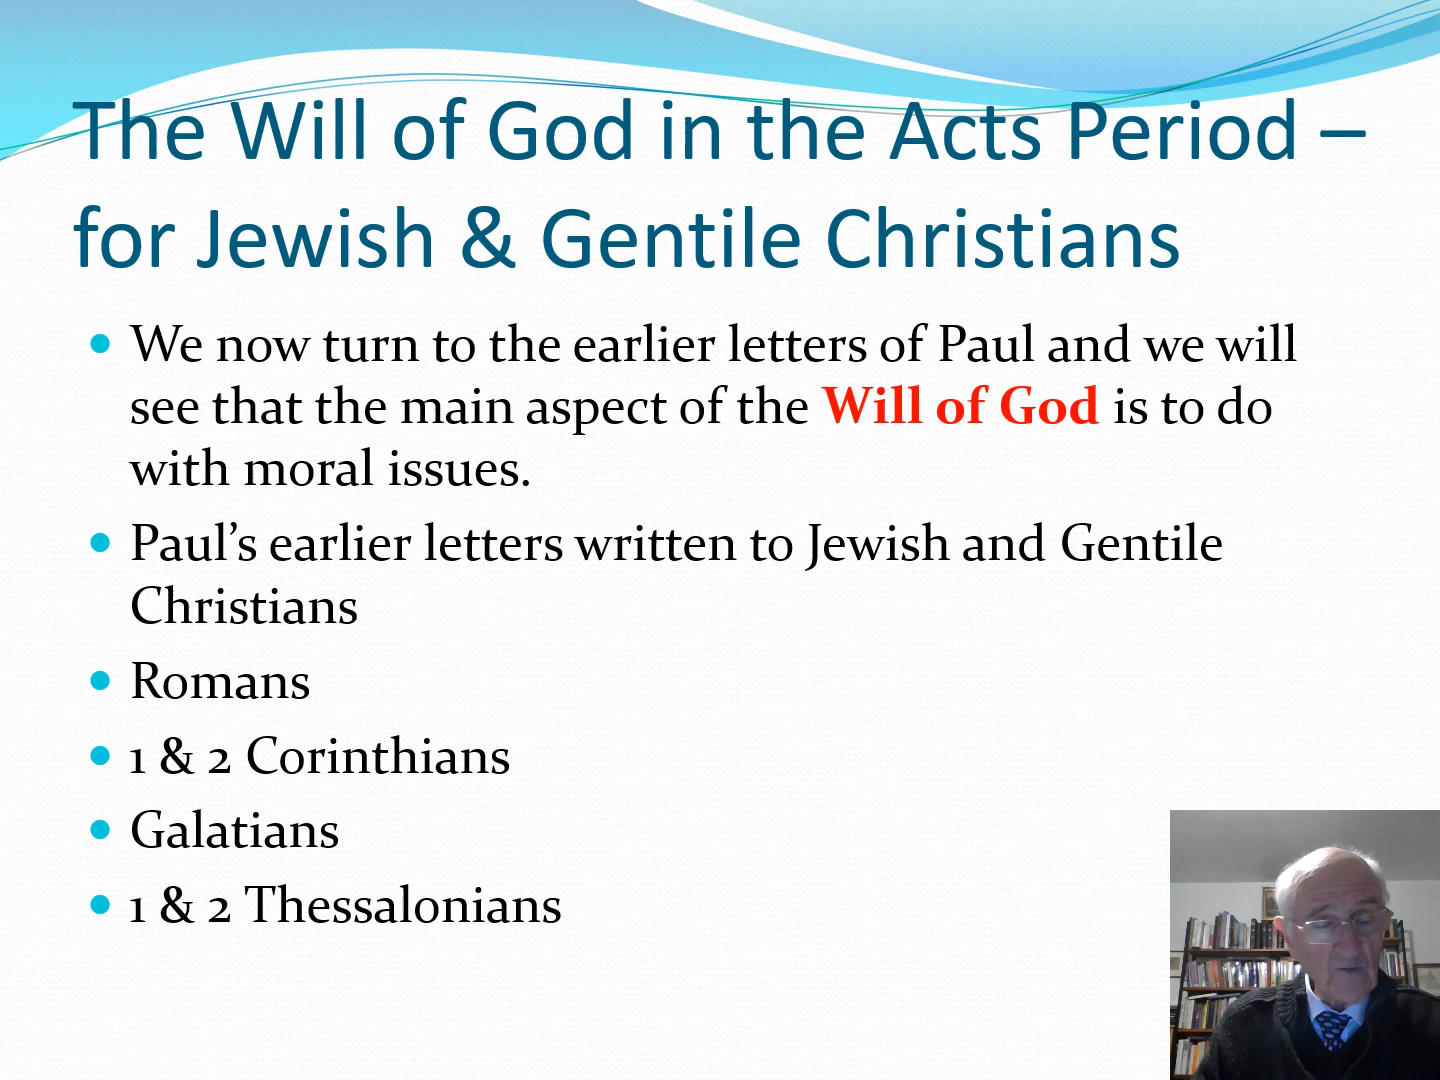 The Will of God in the Acts Period –
for Jewish & Gentile Christians
• We now turn to the earlier letters of Paul and we will
see that the main aspect of the Will of God is to do
with moral issues.
• Paul’s earlier letters written to Jewish and Gentile
Christians
• Romans
• 1 & 2 Corinthians
• Galatians
• 1 & 2 Thessalonians